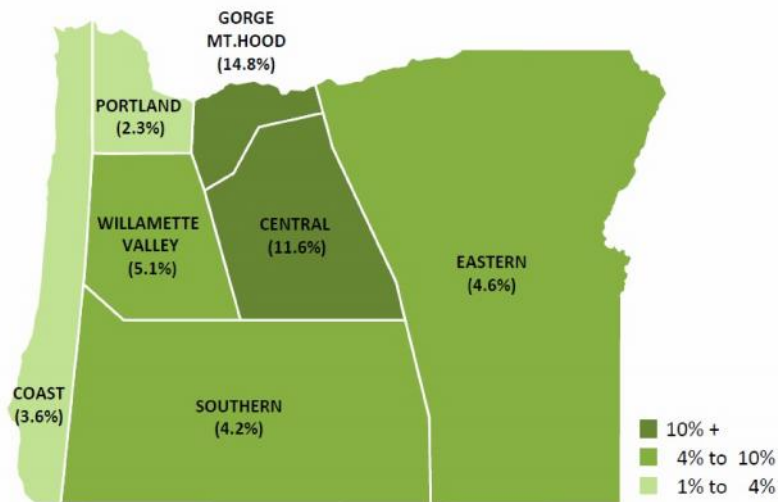 GORGE
MT.HOOD
(14.8%)
PORTLAND
(2.3%)
WILLAMETTE
VALLEY
(5.1%)
CENTRAL
(11.6%)
EASTERN
(4.6%)
COAST
(3.6%)
SOUTHERN
(4.2%)
10% +
4% to 10%
1% to 4%